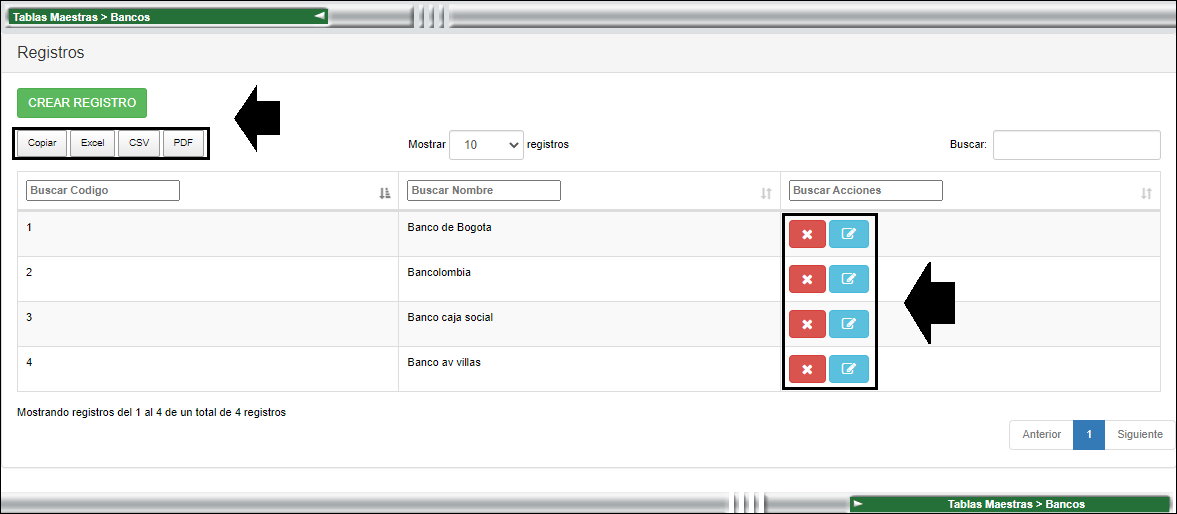 Tablas Maestras > Bancos
Registros
CREAR REGISTRO
Copiar Excel CSV PDF Mostrar 10 registros Buscar:
Buscar Codigo Buscar Nombre Buscar Acciones
1 Banco de Bogota
2 Bancolombia
3 Banco caja social
4 Banco av villas
Mostrando registros del 1 al 4 de un total de 4 registros
Anterior 1 Siguiente
Tablas Maestras > Bancos